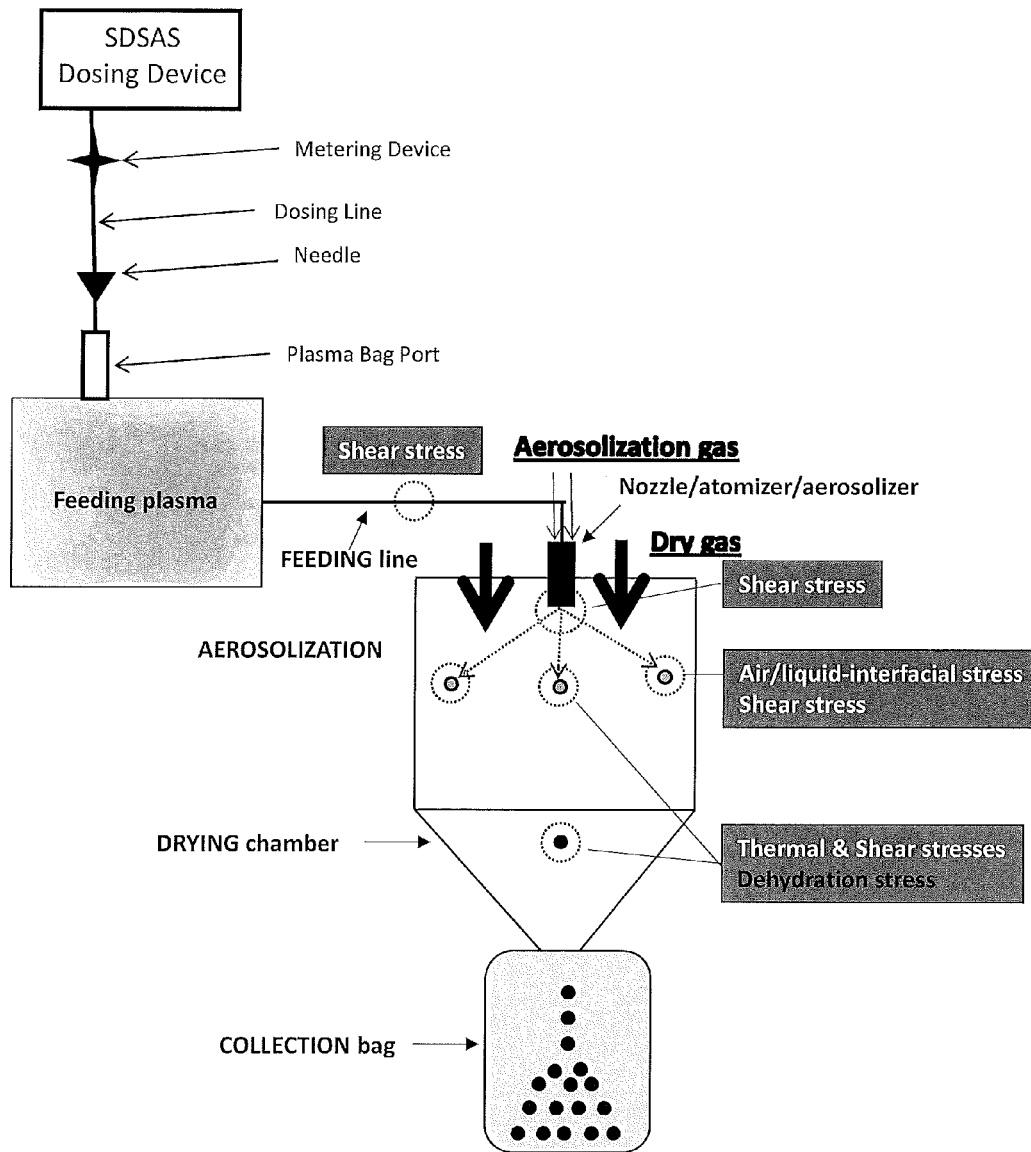 SDSAS
Dosing Device
Metering Device
Dosing Line
Needle
Plasma Bag Port
Shear stress
Aerosolization gas
Nozzle/atomizer/aerosolizer
Feeding plasma
FEEDING line
Dry gas
Shear stress
AEROSOLIZATION
Air/liquid-interfacial stress
Shear stress
DRYING chamber
Thermal & Shear stresses
Dehydration stress
COLLECTION bag